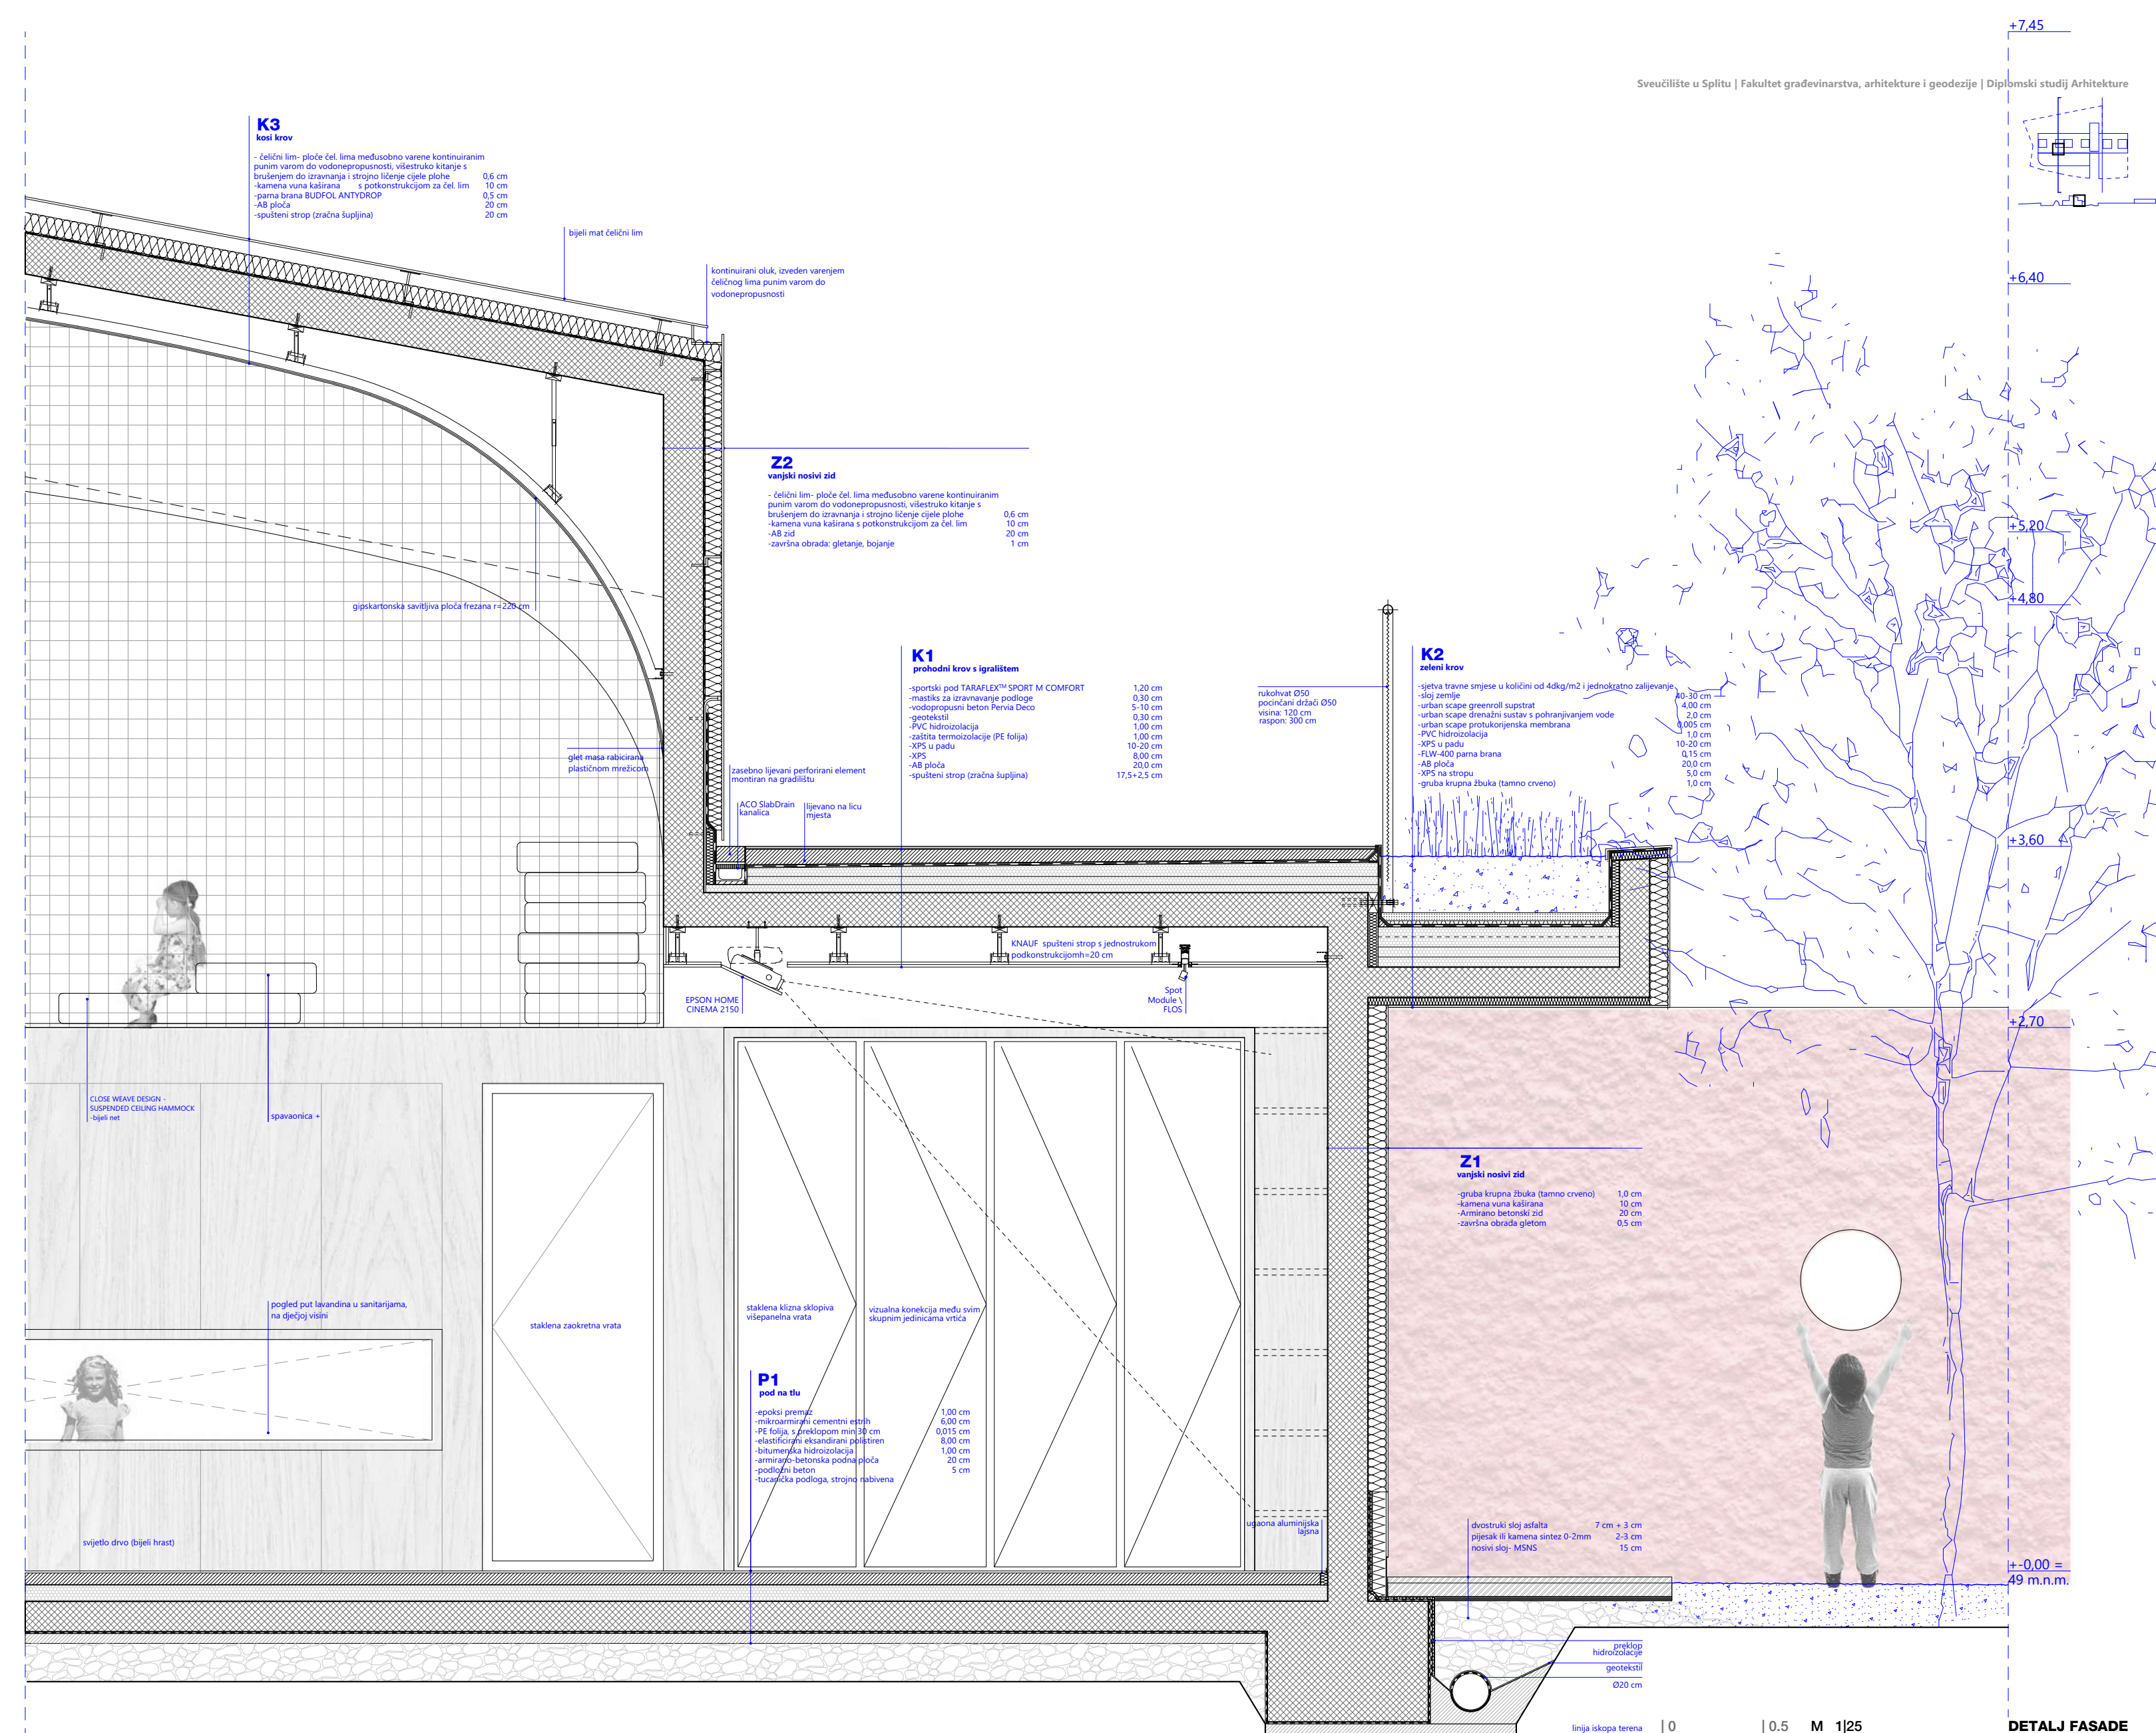 +7,45
Sveučilište u Splitu | Fakultet građevinarstva, arhitekture i geodezije | Diplomski studij Arhitekture
K3
kosi krov
- čelični lim- ploče čel. lima međusobno varene kontinuiranim
punim varom do vodonepropusnosti, višestruko kitanje s
brušenjem do izravnanja i strojno ličenje cijele plohe 0,6 cm
-kamena vuna kaširana s potkonstrukcijom za čel. lim 10 cm
-parna brana BUDFOL ANTYDROP 0,5 cm
-AB ploča 20 cm
-spušteni strop (zračna šupljina) 20 cm
bijeli mat čelični lim
kontinuirani oluk, izveden varenjem
čeličnog lima punim varom do
vodonepropusnosti
+6,40
Z2
vanjski nosivi zid
- čelični lim- ploče čel. lima međusobno varene kontinuiranim
punim varom do vodonepropusnosti, višestruko kitanje s
brušenjem do izravnanja i strojno ličenje cijele plohe 0,6 cm
-kamena vuna kaširana s potkonstrukcijom za čel. lim 10 cm
-AB zid 20 cm
-završna obrada: gletanje, bojanje 1 cm
+5,20
+4,80
gipskartonska savitljiva ploča frezana r=220 cm
K1
prohodni krov s igralištem
-sportski pod TARAFLEX™ SPORT M COMFORT 1,20 cm
-mastiks za izravnavanje podloge 0,30 cm
-vodopropusni beton Pervia Deco 5-10 cm
-geotekstil 0,30 cm
-PVC hidroizolacija 1,00 cm
-zaštita termoizolacije (PE folija) 1,00 cm
-XPS u padu 10-20 cm
-XPS 8,00 cm
-AB ploča 20,0 cm
-spušteni strop (zračna šupljina) 17,5+2,5 cm
rukohvat Ø50
pocinčani držači Ø50
visina: 120 cm
raspon: 300 cm
K2
zeleni krov
-sjetva travne smjese u količini od 4dkg/m2 i jednokratno zalijevanje
-sloj zemlje 40-30 cm
-urban scape greenroll supstrat 4,00 cm
-urban scape drenažni sustav s pohranjivanjem vode 2,0 cm
-urban scape protukorijenska membrana 0,005 cm
-PVC hidroizolacija 1,0 cm
-XPS u padu 10-20 cm
-FLW-400 parna brana 0,15 cm
-AB ploča 20,0 cm
-XPS na stropu 5,0 cm
-gruba krupna žbuka (tamno crveno) 1,0 cm
glet masa rabicirana
plastičnom mrežicom
zasebno lijevani perforirani element
montiran na gradilištu
ACO SlabDrain
kanalica
lijevano na licu
mjesta
+3,60
KNAUF spušteni strop s jednostrukom
podkonstrukcijomh=20 cm
EPSON HOME
CINEMA 2150
Spot
Module \
FLOS
+2,70
CLOSE WEAVE DESIGN -
SUSPENDED CEILING HAMMOCK
-bijeli net
spavaonica +
Z1
vanjski nosivi zid
-gruba krupna žbuka (tamno crveno) 1,0 cm
-kamena vuna kaširana 10 cm
-Armirano betonski zid 20 cm
-završna obrada gletom 0,5 cm
pogled put lavandina u sanitarijama,
na dječjoj visini
staklena zaokretna vrata
staklena klizna sklopiva
višepanelna vrata
vizualna konekcija među svim
skupnim jedinicama vrtića
P1
pod na tlu
-epoksi premaz 1,00 cm
-mikroarmirani cementni estrih 6,00 cm
-PE folija, s preklopom min 30 cm 0,015 cm
-elastificirani eksandirani polistiren 8,00 cm
-bitumenska hidroizolacija 1,00 cm
-armirano-betonska podna ploča 20 cm
-podložni beton 5 cm
-tucanička podloga, strojno nabivena
svijetlo drvo (bijeli hrast)
ugaona aluminijska
lajsna
dvostruki sloj asfalta 7 cm + 3 cm
pijesak ili kamena sintez 0-2mm 2-3 cm
nosivi sloj- MSNS 15 cm
+-0,00 =
49 m.n.m.
preklop
hidroizolacije
geotekstil
Ø20 cm
linija iskopa terena
| 0 | 0.5 M 1|25
DETALJ FASADE